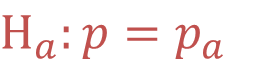 Hₐ: p = pₐ